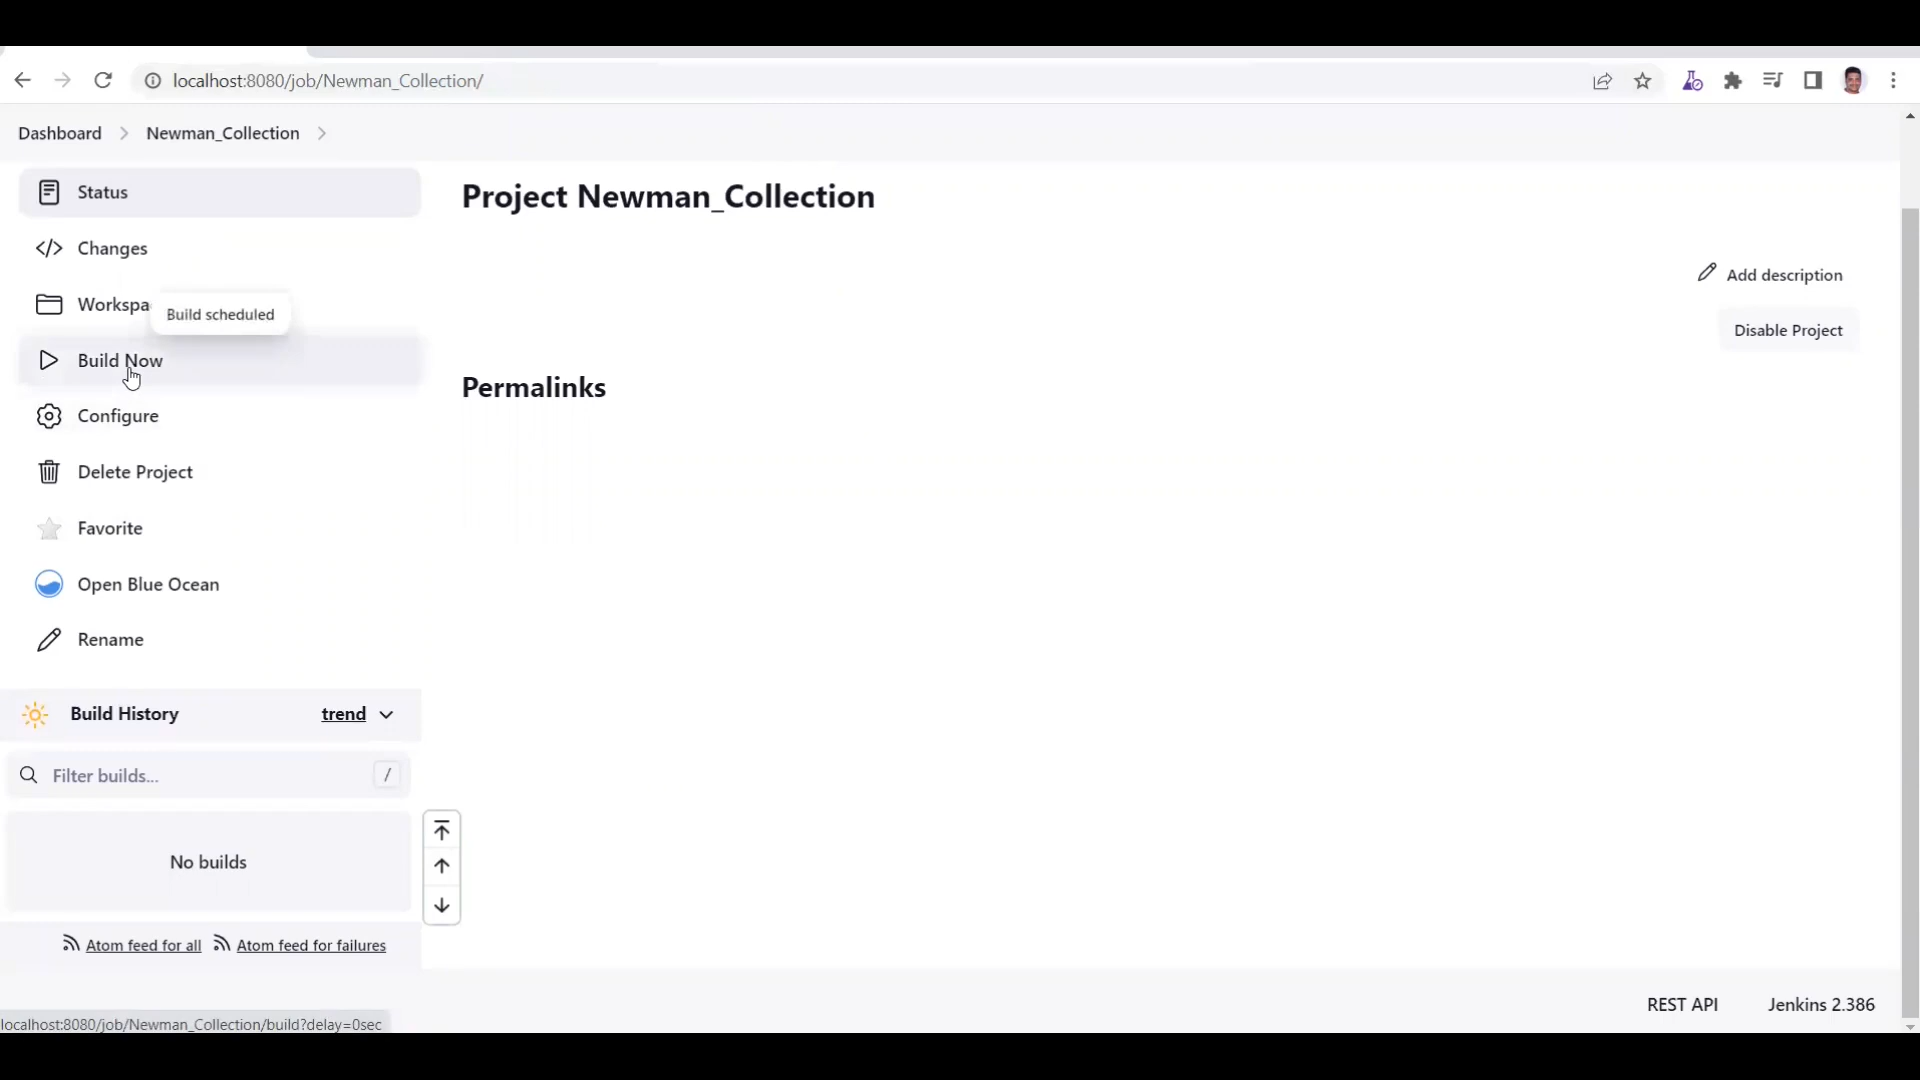 localhost:8080/job/Newman_Collection/
Dashboard
Newman_Collection
Status
Project Newman_Collection
Changes
Add description
Workspa
Build scheduled
Disable Project
Build Now
Permalinks
Configure
Delete Project
Favorite
Open Blue Ocean
Rename
Build History
trend
Filter builds...
/
No builds
Atom feed for all
Atom feed for failures
REST API
Jenkins 2.386
localhost:8080/job/Newman_Collection/build?delay=0sec